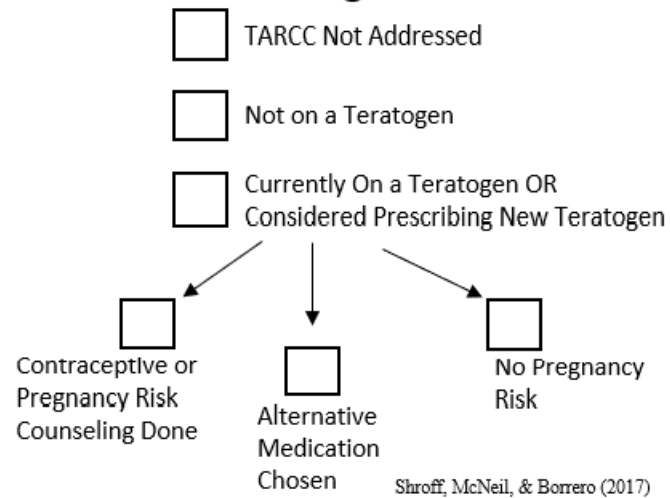 TARCC Not Addressed
Not on a Teratogen
Currently On a Teratogen OR
Considered Prescribing New Teratogen
Contraceptive or
Pregnancy Risk
Counseling Done
Alternative
Medication
Chosen
No Pregnancy
Risk
Shroff, McNeil, & Borrero (2017)